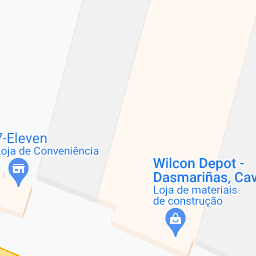 7-Eleven
Loja de Conveniência
Wilcon Depot -
Dasmariñas, Cav
Loja de materiais
de construção